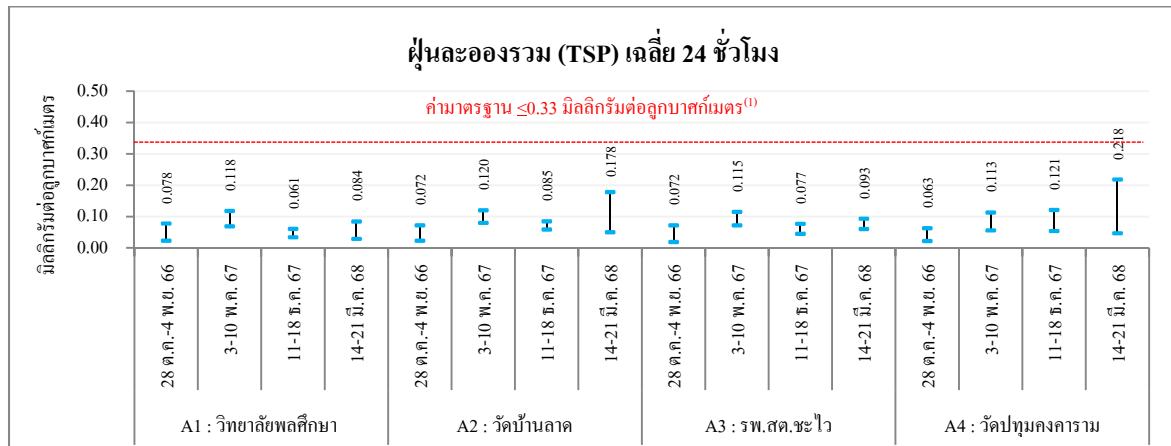 ฝุ่นละอองรวม (TSP) เฉลี่ย 24 ชั่วโมง
มิลลิกรัมต่อลูกบาศก์เมตร
0.50
0.40
0.30
0.20
0.10
0.00
ค่ามาตรฐาน ≤0.33 มิลลิกรัมต่อลูกบาศก์เมตร(1)
0.078
0.118
0.061
0.084
0.072
0.120
0.085
0.178
0.072
0.115
0.077
0.093
0.063
0.113
0.121
0.218
28 ต.ค.-4 พ.ย. 66
3-10 พ.ค. 67
11-18 ธ.ค. 67
14-21 มี.ค. 68
28 ต.ค.-4 พ.ย. 66
3-10 พ.ค. 67
11-18 ธ.ค. 67
14-21 มี.ค. 68
28 ต.ค.-4 พ.ย. 66
3-10 พ.ค. 67
11-18 ธ.ค. 67
14-21 มี.ค. 68
28 ต.ค.-4 พ.ย. 66
3-10 พ.ค. 67
11-18 ธ.ค. 67
14-21 มี.ค. 68
A1 : วิทยาลัยพลศึกษา
A2 : วัดบ้านลาด
A3 : รพ.สต.ชะไว
A4 : วัดปทุมคงคาราม